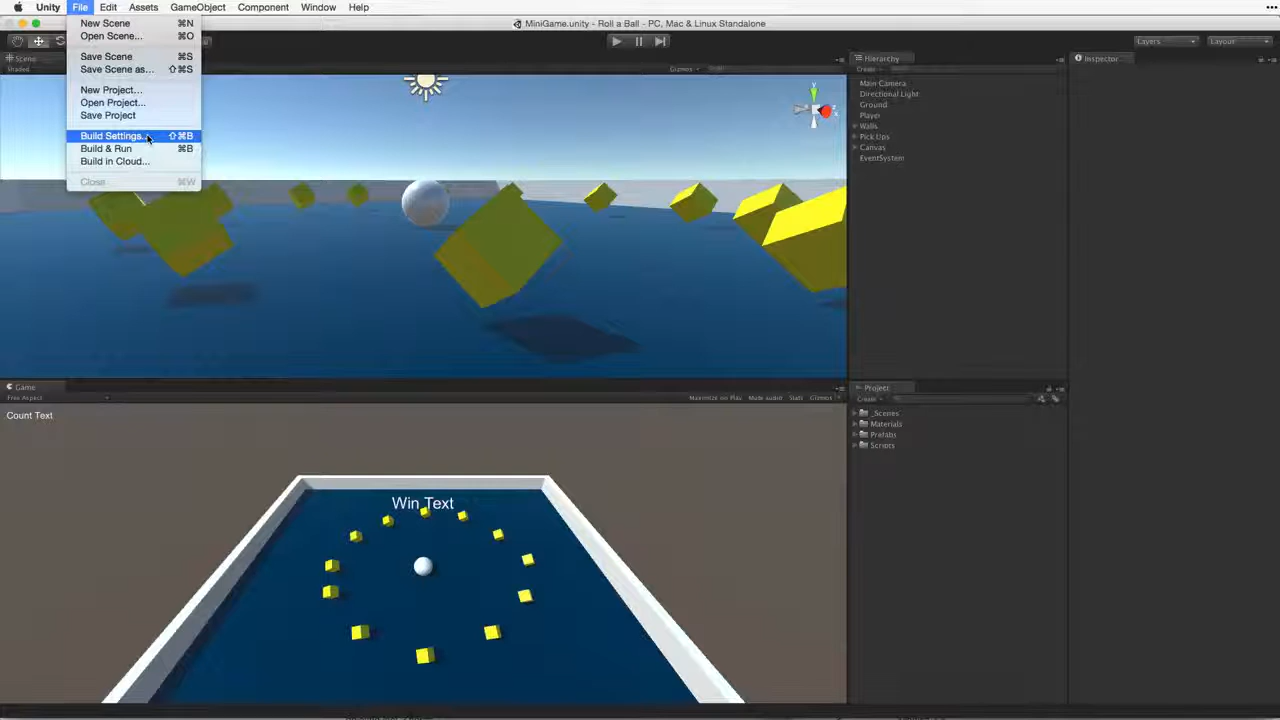 Unity File Edit Assets GameObject Component Window Help
MiniGame.unity - Roll a Ball - PC, Mac & Linux Standalone
New Scene ⌘N
Open Scene... ⌘O
Save Scene ⌘S
Save Scene as... ⇧⌘S
New Project...
Open Project...
Save Project
Build Settings... ⇧⌘B
Build & Run ⌘B
Build in Cloud...
Close ⌘W
Layers
Layout
Scene
Shaded
Gizmos
Hierarchy
Create
Main Camera
Directional Light
Ground
Player
Walls
Pick Ups
Canvas
EventSystem
Inspector
y
Game
Free Aspect
Maximize on Play Mute audio Stats Gizmos
Count Text
Win Text
Project
Create
_Scenes
Materials
Prefabs
Scripts